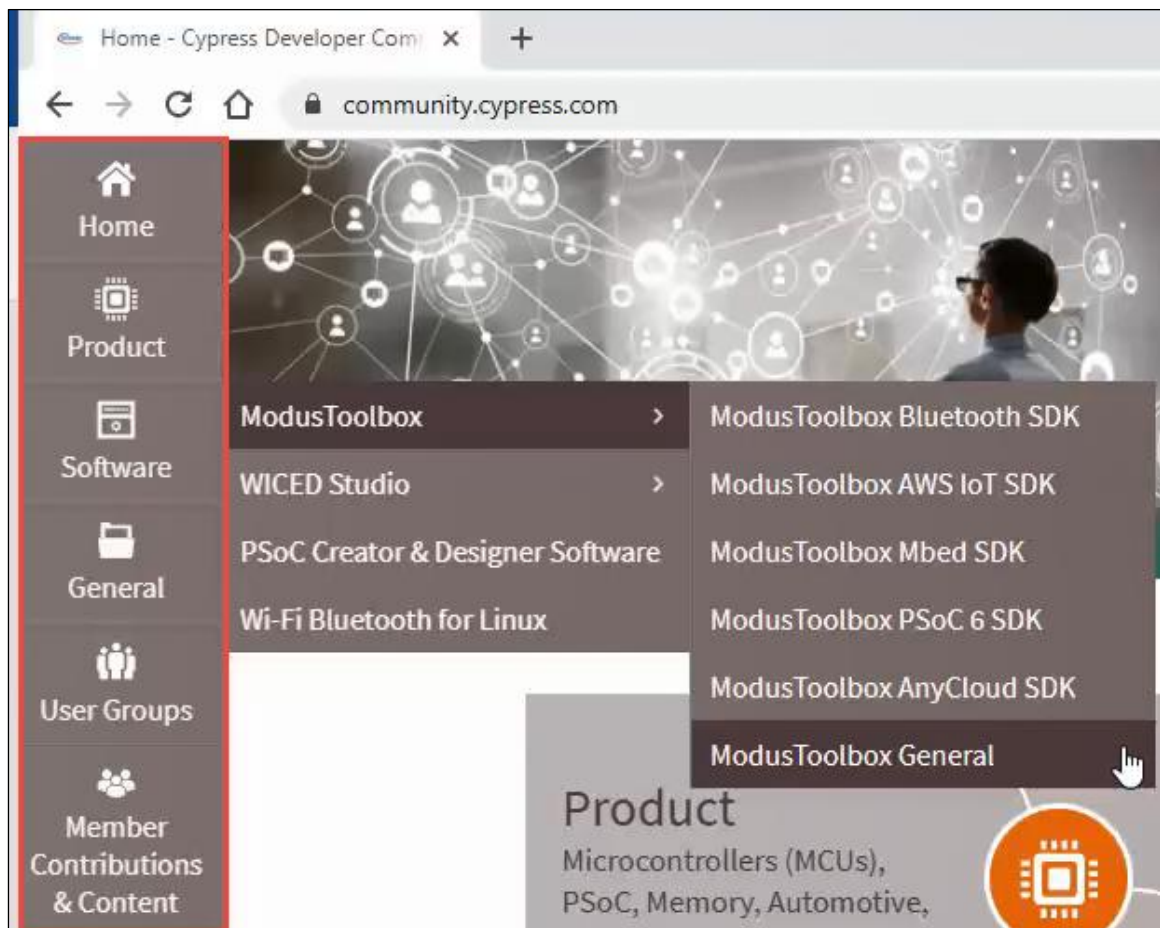 Home - Cypress Developer Com
community.cypress.com
Home
Product
Software
General
User Groups
Member
Contributions
& Content
ModusToolbox
WICED Studio
PSoC Creator & Designer Software
Wi-Fi Bluetooth for Linux
ModusToolbox Bluetooth SDK
ModusToolbox AWS IoT SDK
ModusToolbox Mbed SDK
ModusToolbox PSoC 6 SDK
ModusToolbox AnyCloud SDK
ModusToolbox General
Product
Microcontrollers (MCUs),
PSoC, Memory, Automotive,